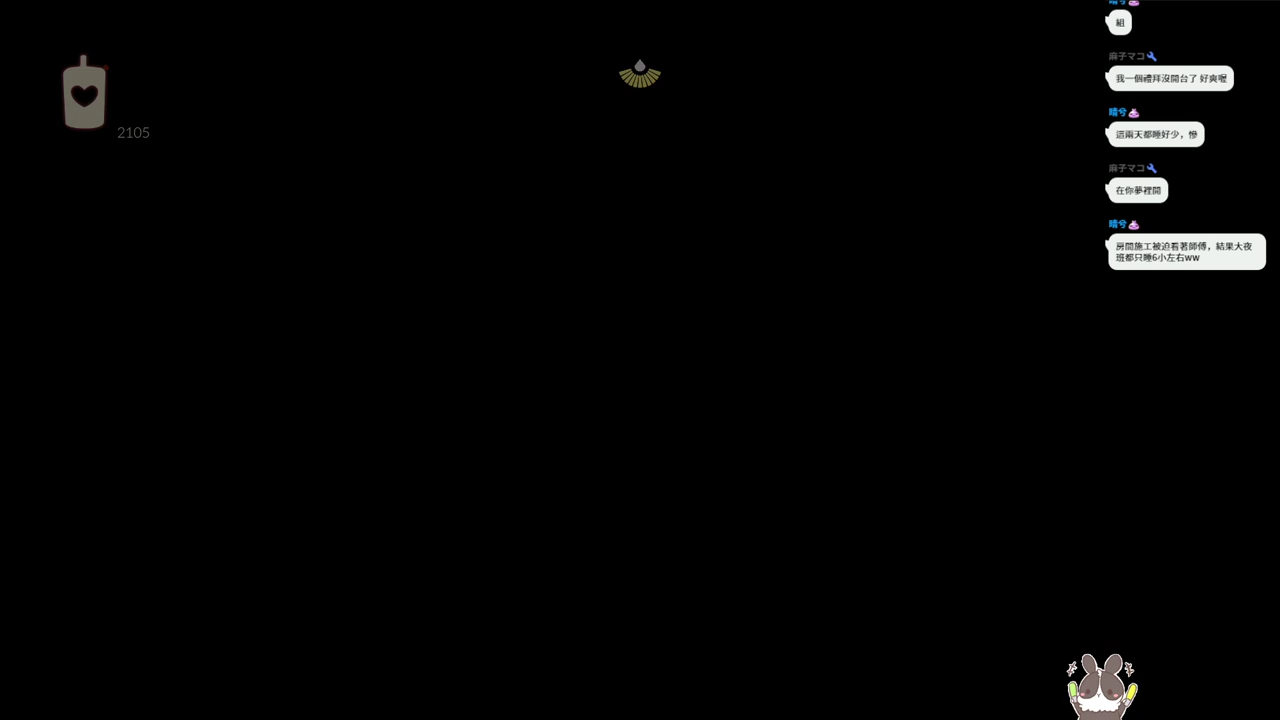 2105
晴兮
組
麻子マコ
我一個禮拜沒開台了 好爽喔
晴兮
這兩天都睡好少，慘
麻子マコ
在你夢裡開
晴兮
房間施工被迫看著師傅，結果大夜
班都只睡6小左右ww